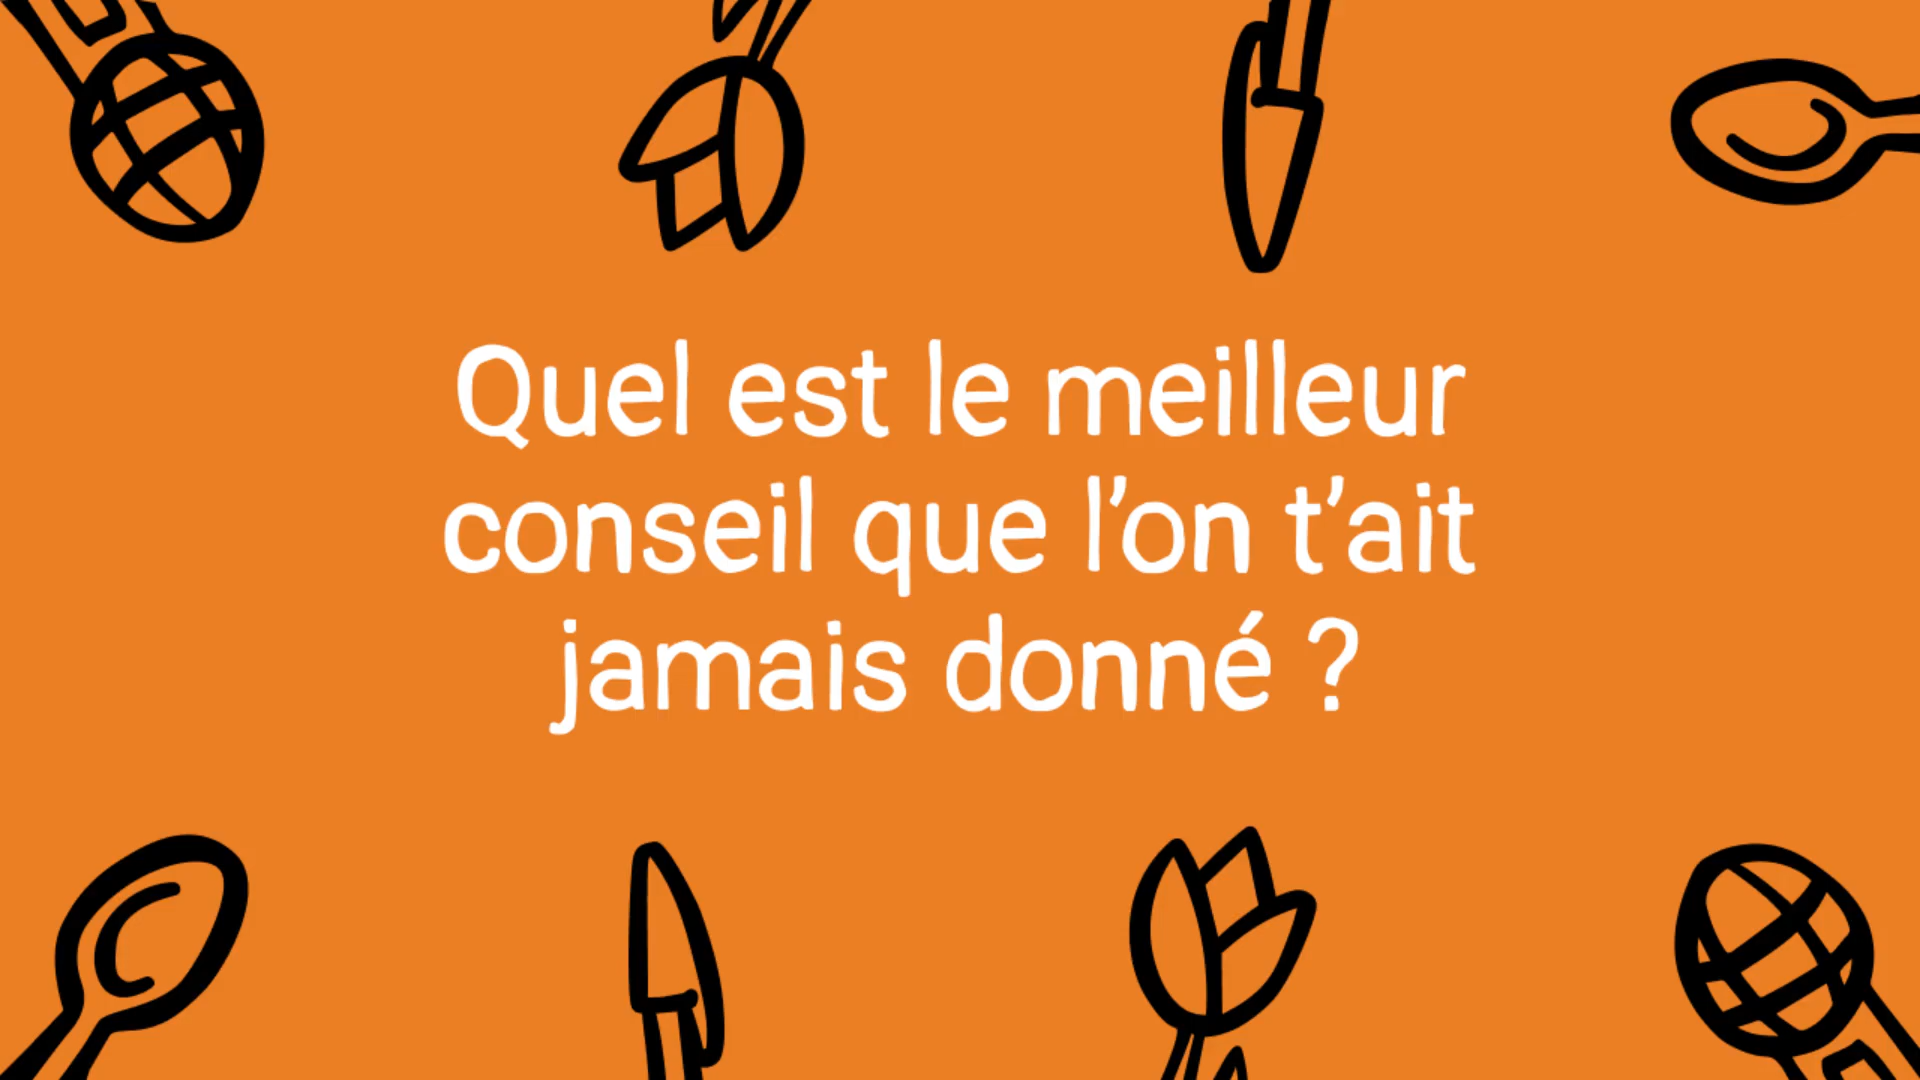 Quel est le meilleur
conseil que l’on t’ait
jamais donné ?